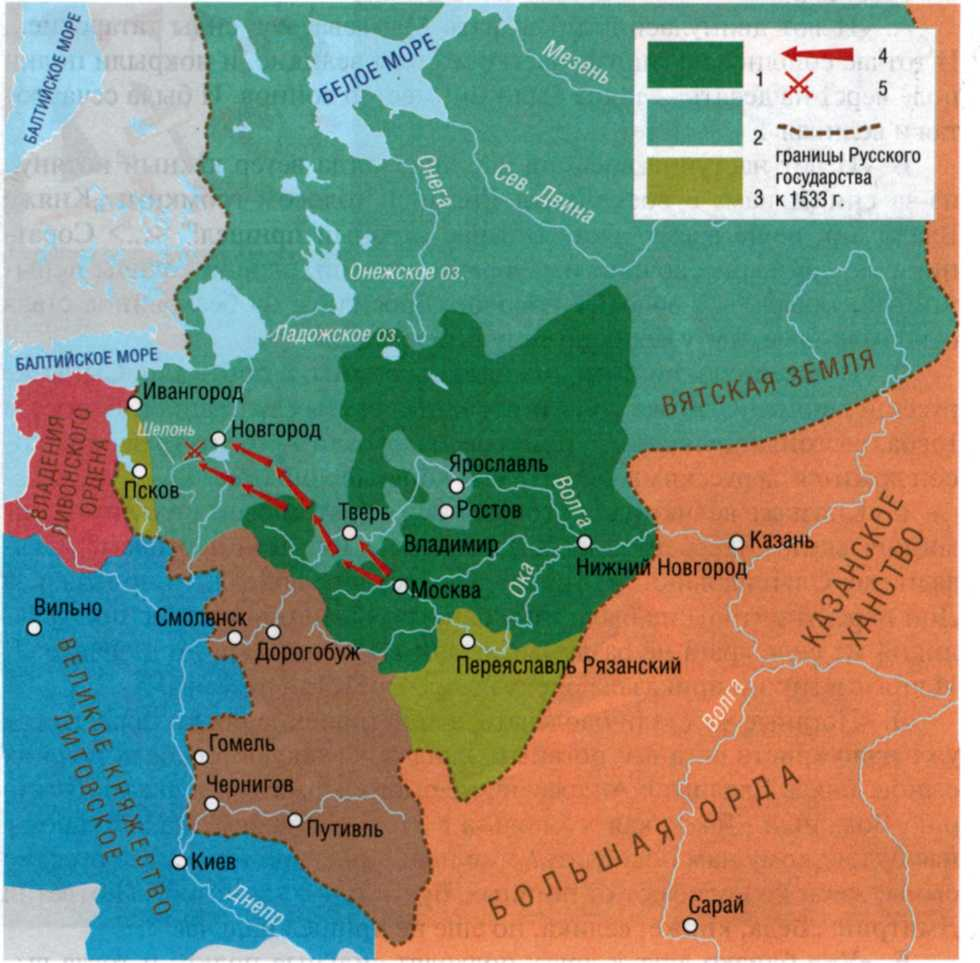 БАЛТИЙСКОЕ МОРЕ
БЕЛОЕ МОРЕ
Мезень
Онега
Сев. Двина
1
2
3
4
5
границы Русского
государства
к 1533 г.
Онежское оз.
Ладожское оз.
БАЛТИЙСКОЕ МОРЕ
ВЯТСКАЯ ЗЕМЛЯ
Ивангород
Шелонь
Новгород
ВЛАДЕНИЯ
ЛИВОНСКОГО
ОРДЕНА
Псков
Ярославль
Волга
Ростов
Тверь
Владимир
Казань
Нижний Новгород
Москва
Ока
КАЗАНСКОЕ
ХАНСТВО
Вильно
Смоленск
Дорогобуж
Переяславль Рязанский
ВЕЛИКОЕ КНЯЖЕСТВО
ЛИТОВСКОЕ
Волга
Гомель
Чернигов
Путивль
БОЛЬШАЯ ОРДА
Киев
Днепр
Сарай